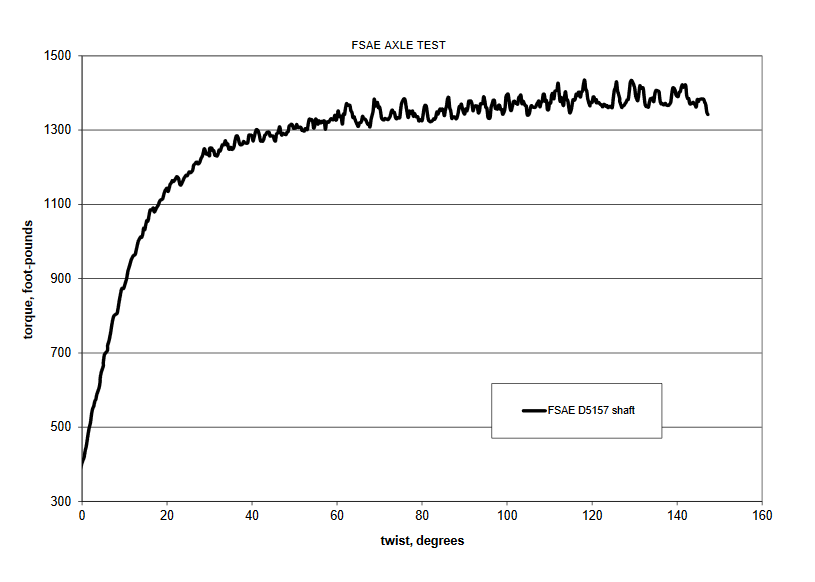 FSAE AXLE TEST
1500
1300
1100
900
700
500
300
torque, foot-pounds
FSAE D5157 shaft
0 20 40 60 80 100 120 140 160
twist, degrees